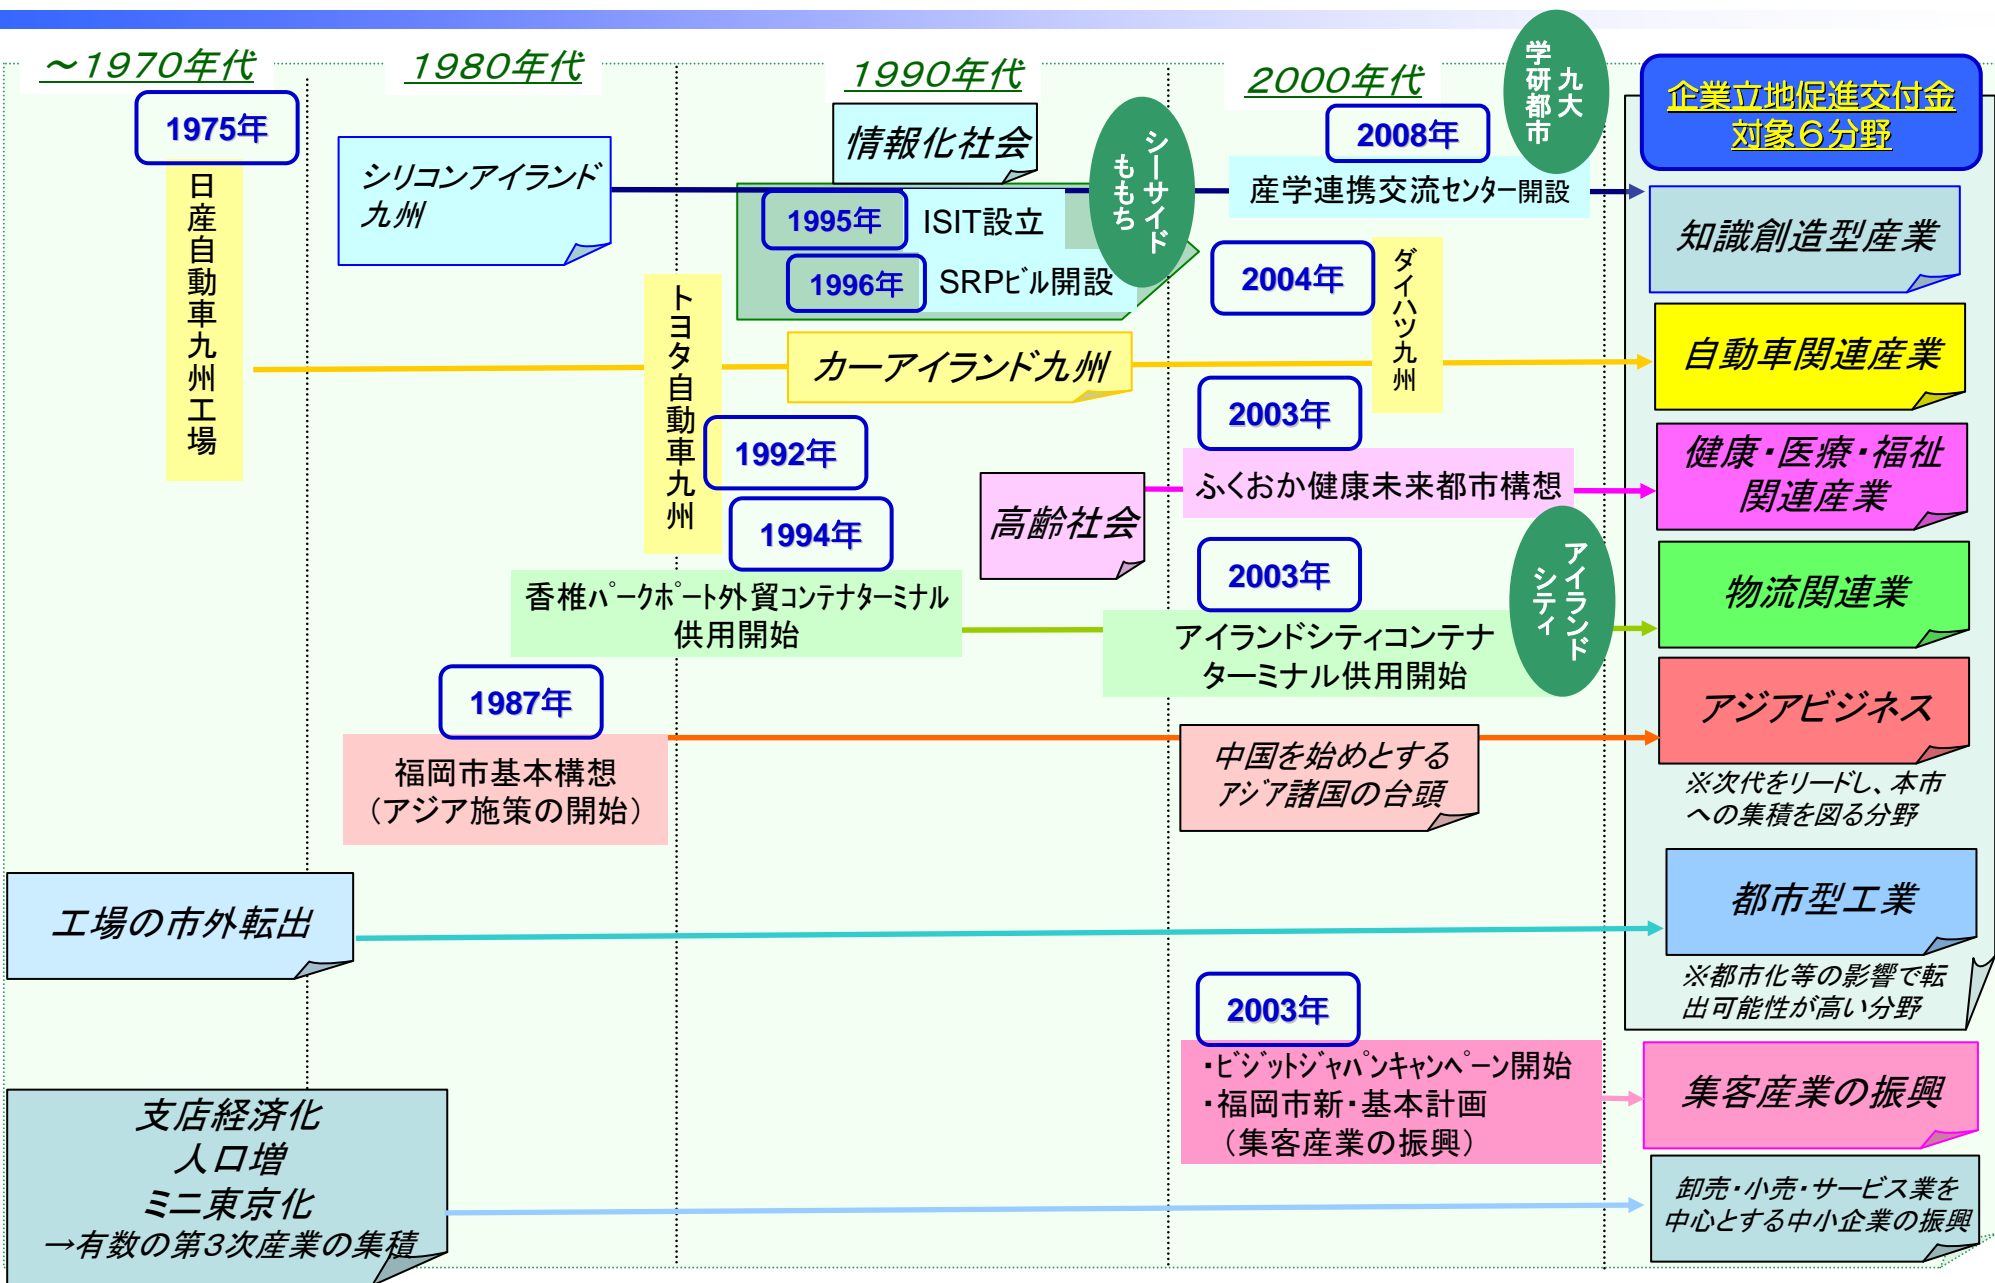 ～1970年代
1980年代
1990年代
2000年代
九大
学研都市
企業立地促進交付金
対象6分野
1975年
日産自動車九州工場
シリコンアイランド
九州
情報化社会
シーサイド
ももち
2008年
産学連携交流センター開設
知識創造型産業
1995年
ISIT設立
1996年
SRPビル開設
2004年
ダイハツ九州
トヨタ自動車九州
カーアイランド九州
自動車関連産業
1992年
2003年
ふくおか健康未来都市構想
高齢社会
健康・医療・福祉
関連産業
1994年
香椎パークポート外貿コンテナターミナル
供用開始
2003年
アイランドシティコンテナ
ターミナル供用開始
アイランド
シティ
物流関連業
1987年
福岡市基本構想
（アジア施策の開始）
中国を始めとする
アジア諸国の台頭
アジアビジネス
※次代をリードし、本市
への集積を図る分野
工場の市外転出
都市型工業
※都市化等の影響で転
出可能性が高い分野
2003年
・ビジットジャパンキャンペーン開始
・福岡市新・基本計画
（集客産業の振興）
集客産業の振興
支店経済化
人口増
ミニ東京化
→有数の第3次産業の集積
卸売・小売・サービス業を
中心とする中小企業の振興